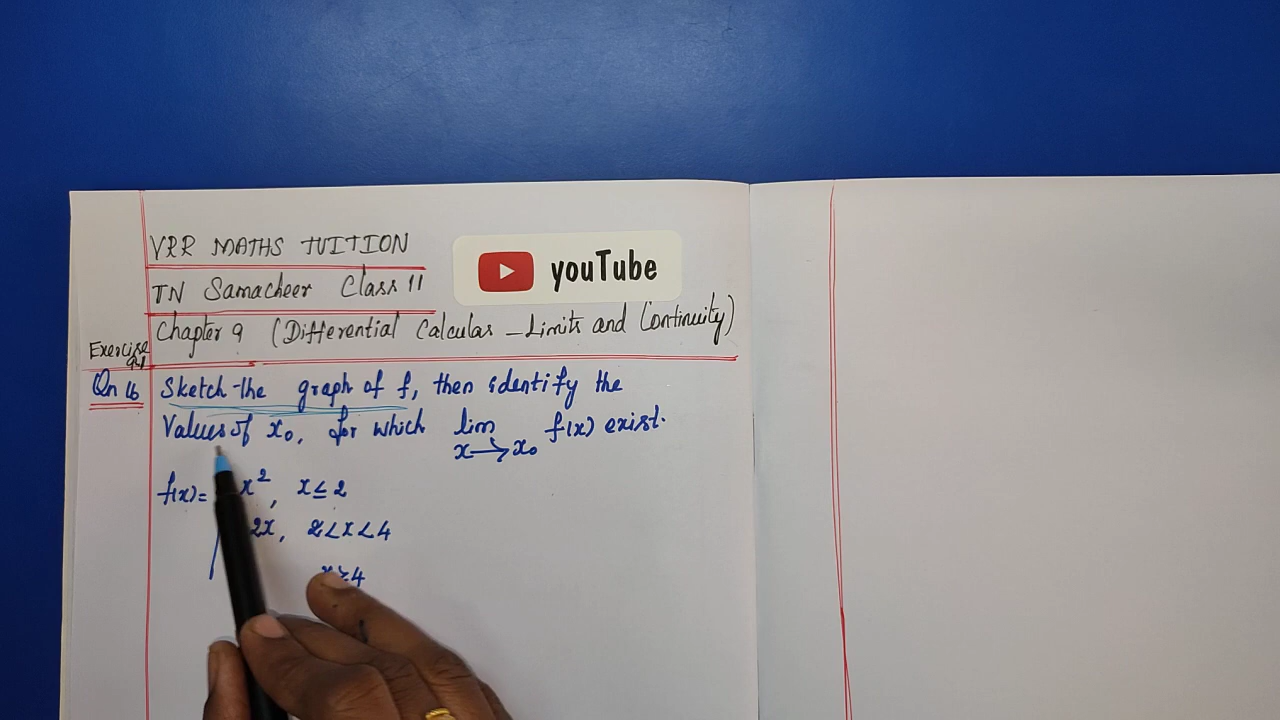 VRR MATHS TUITION
youTube
TN Samacheer Class 11
Chapter 9 (Differential Calculas - Limits and Continuity)
Exercise 9.1
Qn 16 Sketch the graph of f, then identify the
Values of x₀, for which lim f(x) exist.
x→x₀
f(x)= x², x≤2
2x, 2<x<4
x≥4